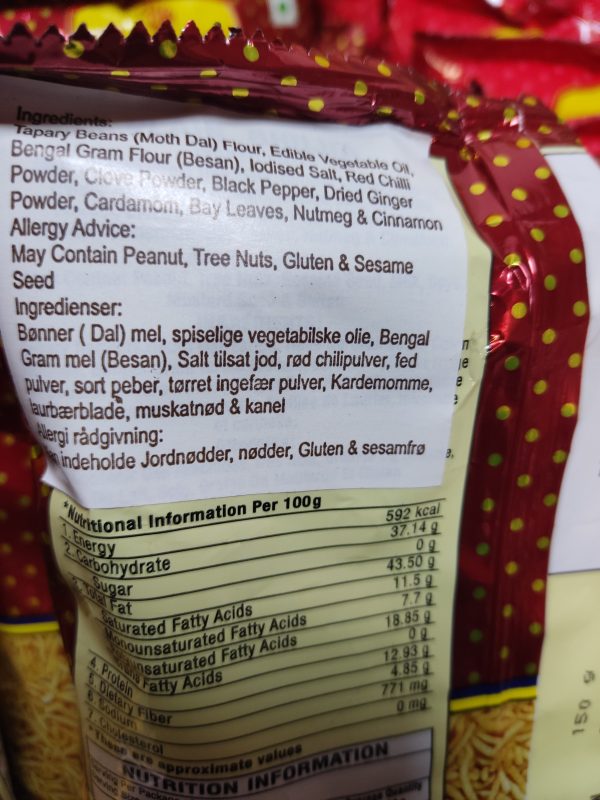 Ingredients:
Tapary Beans (Moth Dal) Flour, Edible Vegetable Oil,
Bengal Gram Flour (Besan), Iodised Salt, Red Chilli
Powder, Clove Powder, Black Pepper, Dried Ginger
Powder, Cardamom, Bay Leaves, Nutmeg & Cinnamon
Allergy Advice:
May Contain Peanut, Tree Nuts, Gluten & Sesame
Seed
Ingredienser:
Bønner ( Dal) mel, spiselige vegetabilske olie, Bengal
Gram mel (Besan), Salt tilsat jod, rød chilipulver, fed
pulver, sort peber, tørret ingefær pulver, Kardemomme,
laurbærblade, muskatnød & kanel
Allergi rådgivning:
indeholde Jordnødder, nødder, Gluten & sesamfrø
*Nutritional Information Per 100g
1. Energy 592 kcal
2. Carbohydrate 37.14 g
Sugar 0 g
3. Total Fat 43.50 g
Saturated Fatty Acids 11.5 g
Monounsaturated Fatty Acids 7.7 g
18.85 g
Fatty Acids 0 g
4. Protein 12.93 g
5. Dietary Fiber 4.85 g
6. Sodium 771 mg
7. Cholesterol 0 mg
*These are approximate values
NUTRITION INFORMATION
150 g